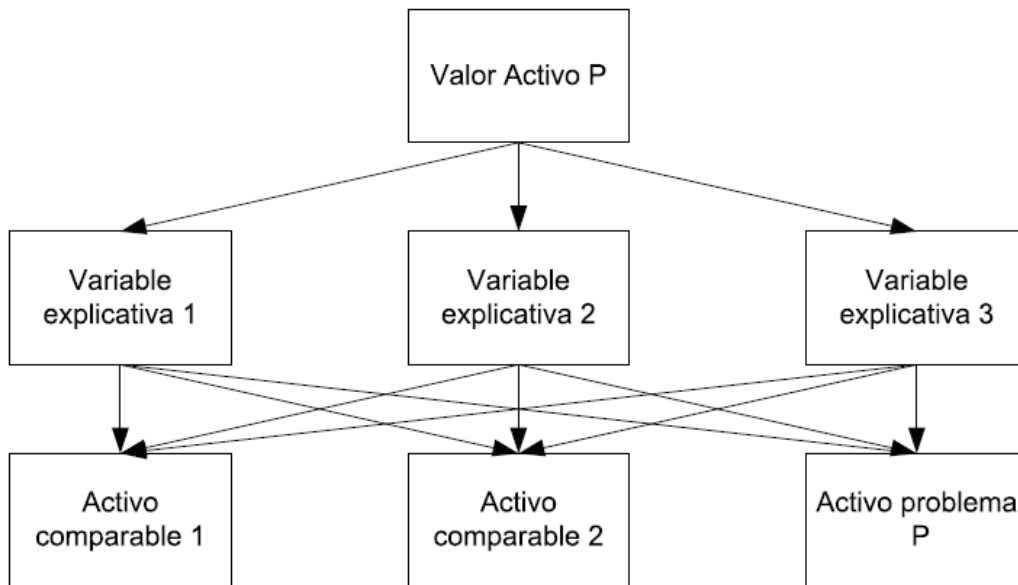 Valor Activo P
Variable
explicativa 1
Variable
explicativa 2
Variable
explicativa 3
Activo
comparable 1
Activo
comparable 2
Activo problema
P